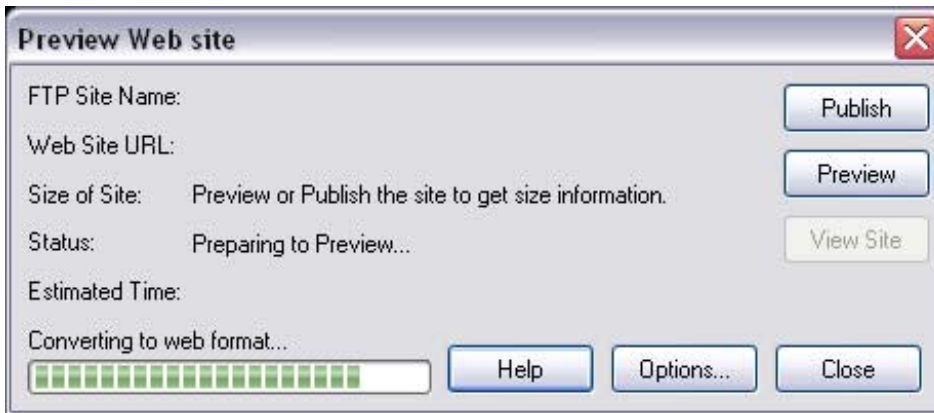 Preview Web site
FTP Site Name:
Publish
Web Site URL:
Preview
Size of Site: Preview or Publish the site to get size information.
Status: Preparing to Preview...
View Site
Estimated Time:
Converting to web format...
Help Options... Close